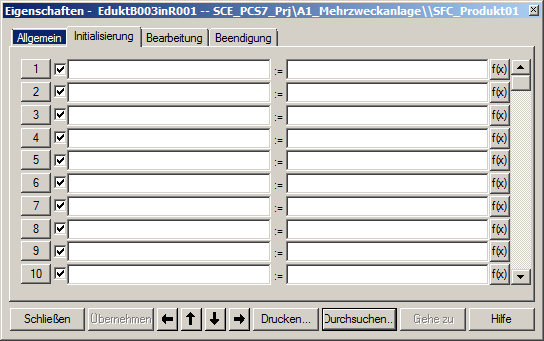 Eigenschaften - EduktB003inR001 -- SCE_PCS7_Prj\A1_Mehrzweckanlage\\SFC_Produkt01
Allgemein Initialisierung Bearbeitung Beendigung
1 := f(x)
2 := f(x)
3 := f(x)
4 := f(x)
5 := f(x)
6 := f(x)
7 := f(x)
8 := f(x)
9 := f(x)
10 := f(x)
Schließen Übernehmen Drucken... Durchsuchen... Gehe zu Hilfe